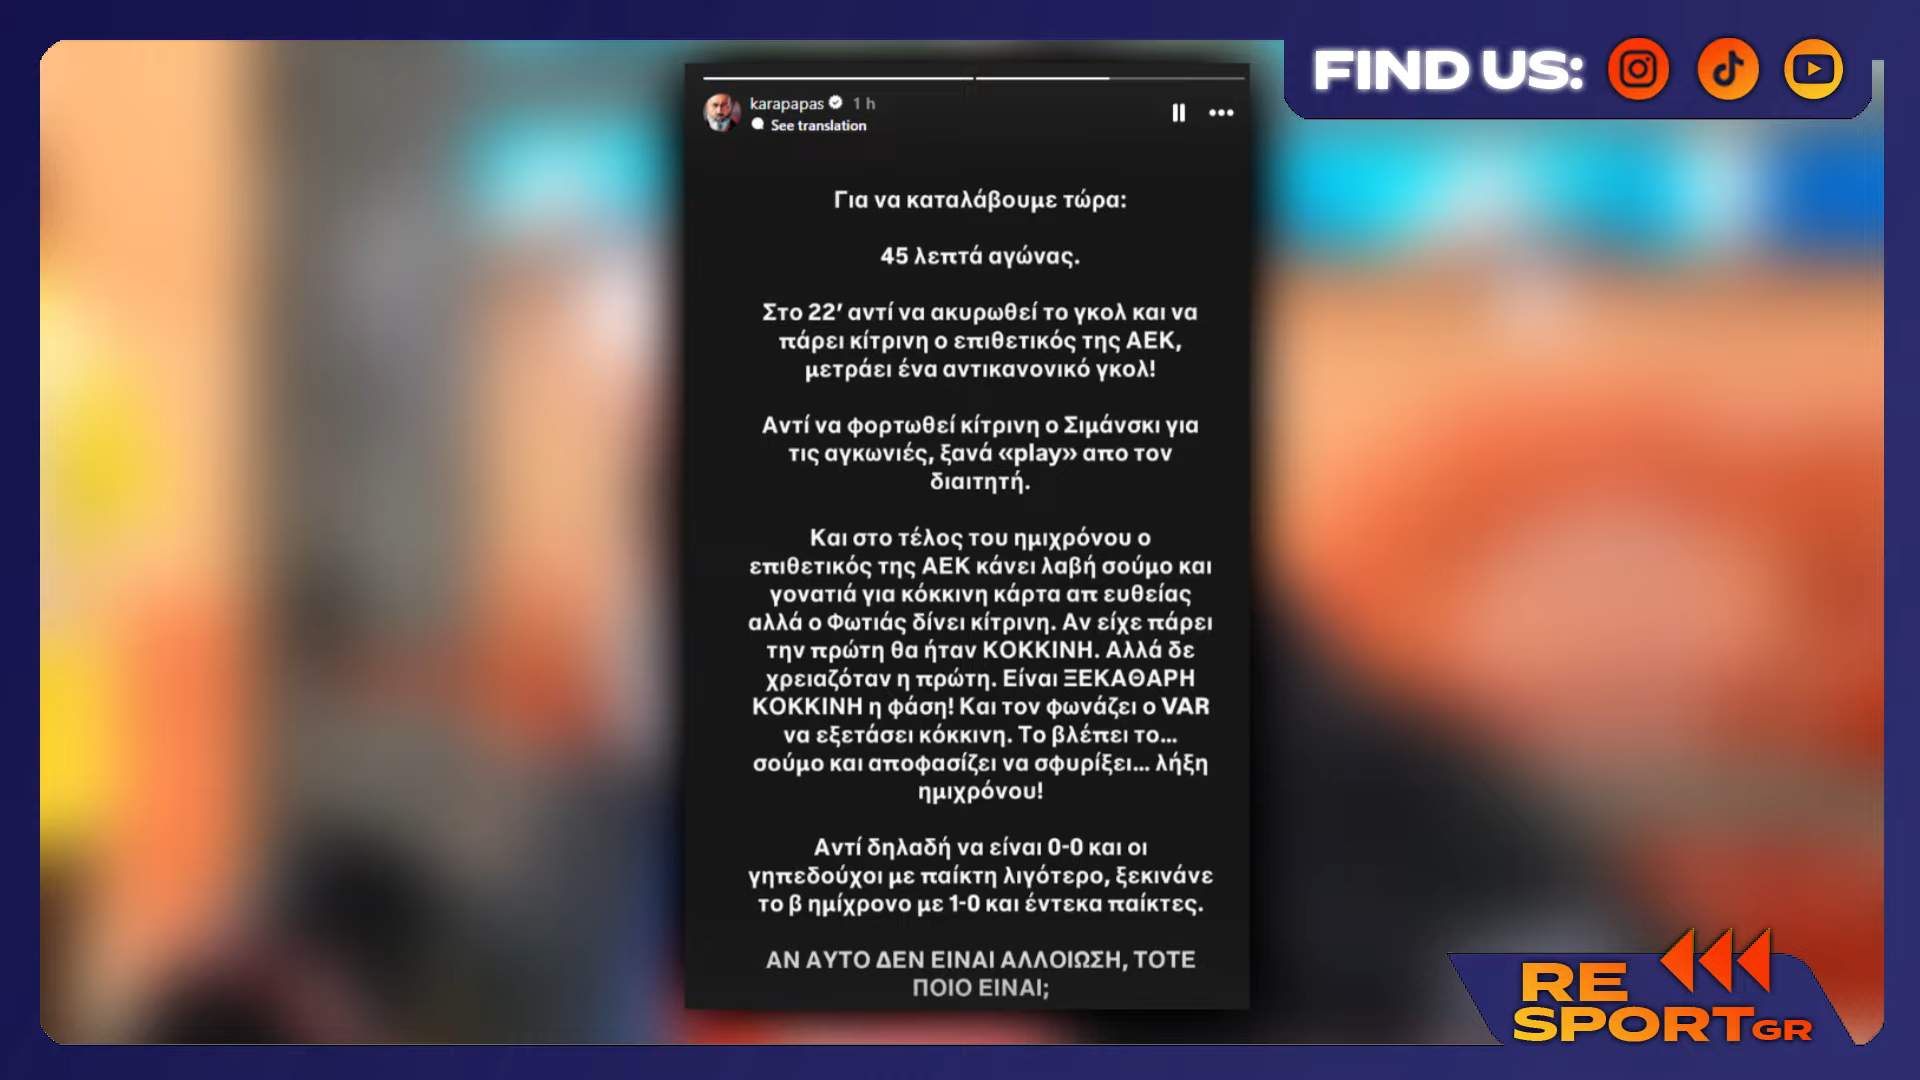 FIND US:
karapapas 1 h
See translation
Για να καταλάβουμε τώρα:
45 λεπτά αγώνας.
Στο 22’ αντί να ακυρωθεί το γκολ και να
πάρει κίτρινη ο επιθετικός της ΑΕΚ,
μετράει ένα αντικανονικό γκολ!
Αντί να φορτωθεί κίτρινη ο Σιμάνσκι για
τις αγκωνιές, ξανά «play» απο τον
διαιτητή.
Και στο τέλος του ημιχρόνου ο
επιθετικός της ΑΕΚ κάνει λαβή σούμο και
γονατιά για κόκκινη κάρτα απ ευθείας
αλλά ο Φωτιάς δίνει κίτρινη. Αν είχε πάρει
την πρώτη θα ήταν ΚΟΚΚΙΝΗ. Αλλά δε
χρειαζόταν η πρώτη. Είναι ΞΕΚΑΘΑΡΗ
ΚΟΚΚΙΝΗ η φάση! Και τον φωνάζει ο VAR
να εξετάσει κόκκινη. Το βλέπει το...
σούμο και αποφασίζει να σφυρίξει... λήξη
ημιχρόνου!
Αντί δηλαδή να είναι 0-0 και οι
γηπεδούχοι με παίκτη λιγότερο, ξεκινάνε
το β ημίχρονο με 1-0 και έντεκα παίκτες.
ΑΝ ΑΥΤΟ ΔΕΝ ΕΙΝΑΙ ΑΛΛΟΙΩΣΗ, ΤΟΤΕ
ΠΟΙΟ ΕΙΝΑΙ;
RE
SPORTGR